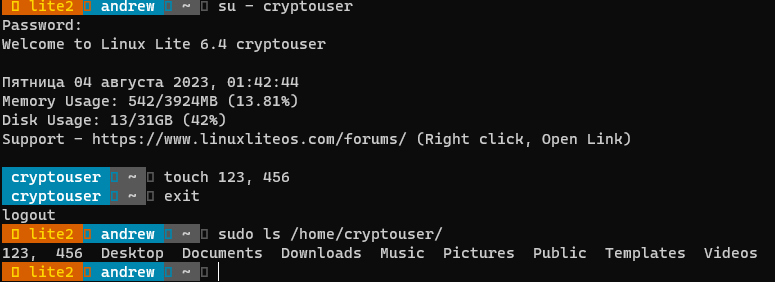 lite2 andrew ~ su - cryptouser
Password:
Welcome to Linux Lite 6.4 cryptouser
Пятница 04 августа 2023, 01:42:44
Memory Usage: 542/3924MB (13.81%)
Disk Usage: 13/31GB (42%)
Support - https://www.linuxliteos.com/forums/ (Right click, Open Link)
cryptouser ~ touch 123, 456
cryptouser ~ exit
logout
lite2 andrew ~ sudo ls /home/cryptouser/
123, 456 Desktop Documents Downloads Music Pictures Public Templates Videos
lite2 andrew ~